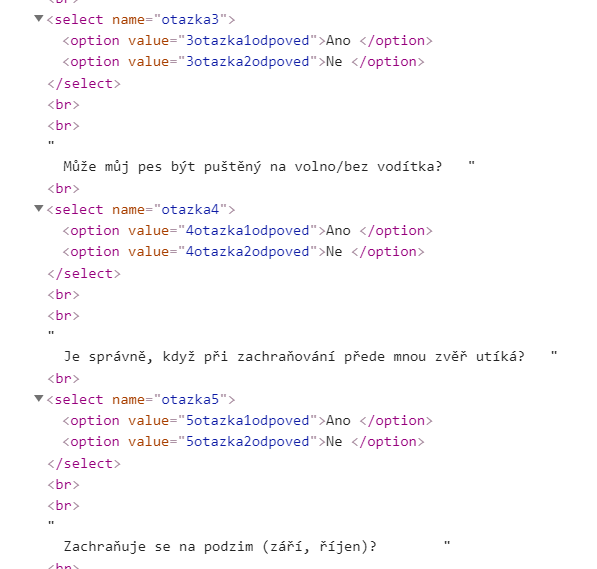 <br>
▼<select name="otazka3">
<option value="3otazka1odpoved">Ano </option>
<option value="3otazka2odpoved">Ne </option>
</select>
<br>
<br>
"
Může můj pes být puštěný na volno/bez vodítka?   "
<br>
▼<select name="otazka4">
<option value="4otazka1odpoved">Ano </option>
<option value="4otazka2odpoved">Ne </option>
</select>
<br>
<br>
"
Je správně, když při zachraňování přede mnou zvěř utíká?   "
<br>
▼<select name="otazka5">
<option value="5otazka1odpoved">Ano </option>
<option value="5otazka2odpoved">Ne </option>
</select>
<br>
<br>
"
Zachraňuje se na podzim (září, říjen)?        "
<br>